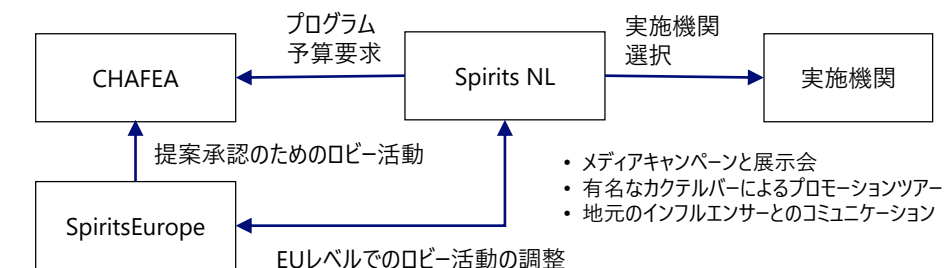 プログラム
予算要求
実施機関
選択
CHAFEA
Spirits NL
実施機関
提案承認のためのロビー活動
• メディアキャンペーンと展示会
• 有名なカクテルバーによるプロモーションツアー
• 地元のインフルエンサーとのコミュニケーション
SpiritsEurope
EUレベルでのロビー活動の調整